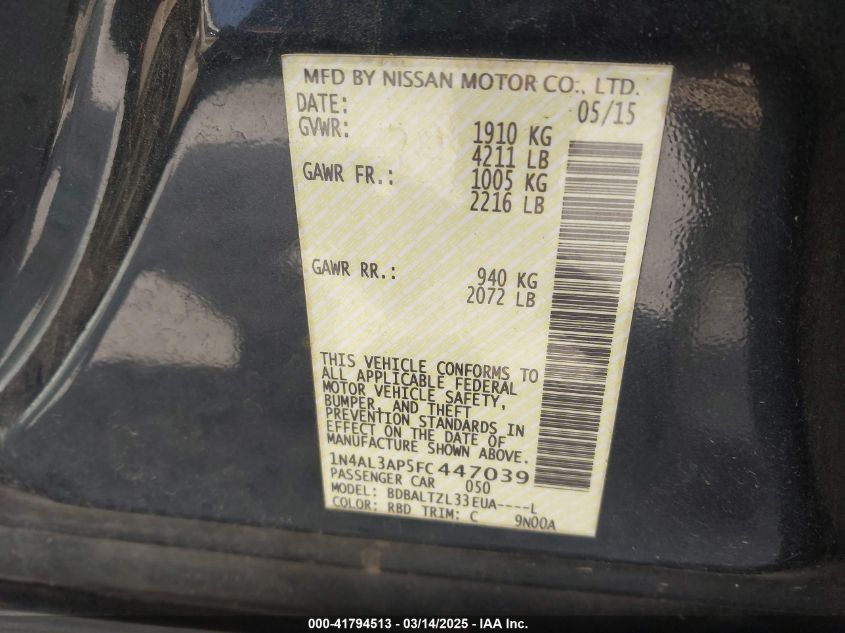 MFD BY NISSAN MOTOR CO., LTD.
DATE: 05/15
GVWR: 1910 KG
4211 LB
GAWR FR.: 1005 KG
2216 LB
GAWR RR.: 940 KG
2072 LB
THIS VEHICLE CONFORMS TO
ALL APPLICABLE FEDERAL
MOTOR VEHICLE SAFETY,
BUMPER, AND THEFT
PREVENTION STANDARDS IN
EFFECT ON THE DATE OF
MANUFACTURE SHOWN ABOVE.
1N4AL3AP5FC447039
PASSENGER CAR 050
MODEL: BDBALTZL33EUA----L
COLOR: RBD TRIM: C 9N00A
000-41794513 - 03/14/2025 - IAA Inc.